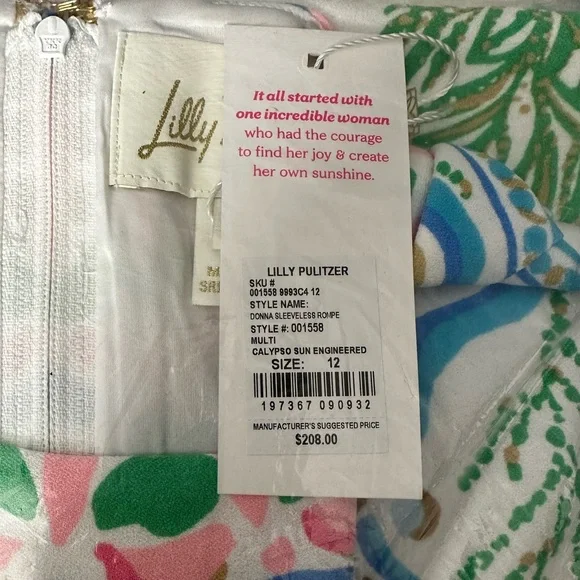 Lilly
It all started with
one incredible woman
who had the courage
to find her joy & create
her own sunshine.
LILLY PULITZER
SKU #
001558 9993C4 12
STYLE NAME:
DONNA SLEEVELESS ROMPE
STYLE #: 001558
MULTI
CALYPSO SUN ENGINEERED
SIZE: 12
197367 090932
MANUFACTURER'S SUGGESTED PRICE
$208.00